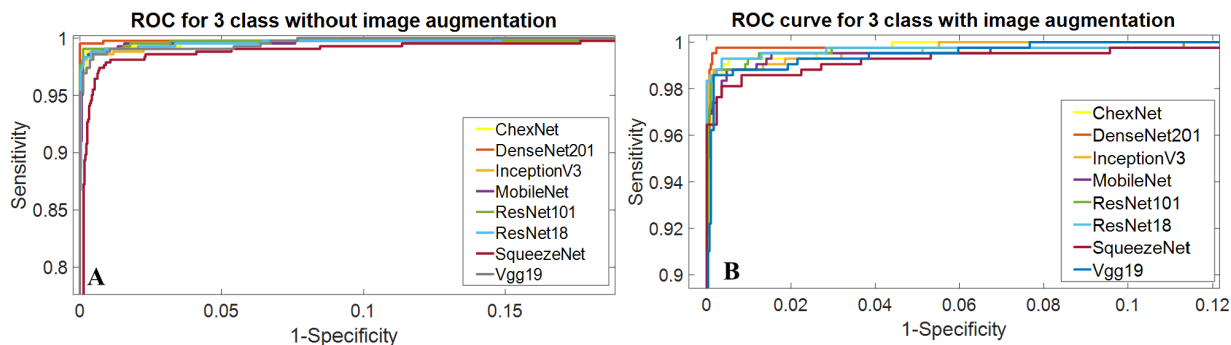 ROC for 3 class without image augmentation
1
0.95
0.9
0.85
0.8
Sensitivity
ChexNet
DenseNet201
InceptionV3
MobileNet
ResNet101
ResNet18
SqueezeNet
Vgg19
A
0
0.05
0.1
0.15
1-Specificity
ROC curve for 3 class with image augmentation
1
0.98
0.96
0.94
0.92
0.9
Sensitivity
ChexNet
DenseNet201
InceptionV3
MobileNet
ResNet101
ResNet18
SqueezeNet
Vgg19
B
0
0.02
0.04
0.06
0.08
0.1
0.12
1-Specificity